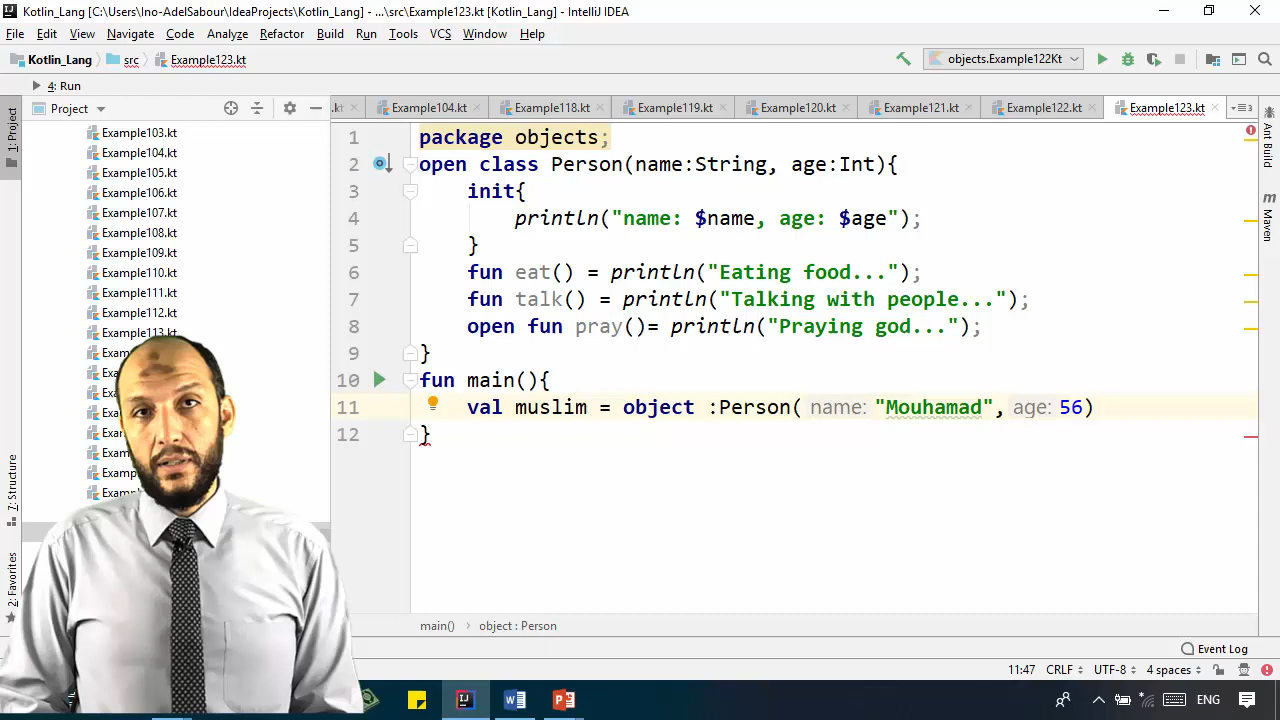 Kotlin_Lang [C:\Users\Ino-AdelSabour\IdeaProjects\Kotlin_Lang] - ...\src\Example123.kt [Kotlin_Lang] - IntelliJ IDEA
File Edit View Navigate Code Analyze Refactor Build Run Tools VCS Window Help
Kotlin_Lang src Example123.kt objects.Example122Kt
4: Run
Project
.kt Example104.kt Example118.kt Example119.kt Example120.kt Example121.kt Example122.kt Example123.kt
1: Project
7: Structure
2: Favorites
Example103.kt
Example104.kt
Example105.kt
Example106.kt
Example107.kt
Example108.kt
Example109.kt
Example110.kt
Example111.kt
Example112.kt
Example113.kt
1 package objects;
2 open class Person(name:String, age:Int){
3 init{
4 println("name: $name, age: $age");
5 }
6 fun eat() = println("Eating food...");
7 fun talk() = println("Talking with people...");
8 open fun pray()= println("Praying god...");
9 }
10 fun main(){
11 val muslim = object :Person( name: "Mouhamad", age: 56)
12 }
Ant Build
Maven
main() object : Person
Event Log
11:47 CRLF UTF-8 4 spaces
ENG